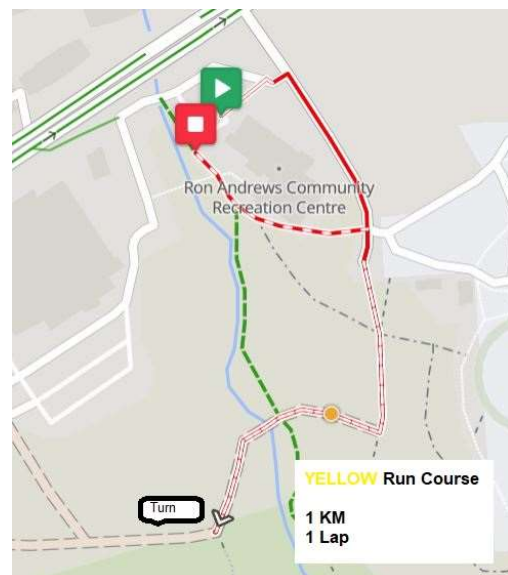 Ron Andrews Community
Recreation Centre
Turn
YELLOW Run Course
1 KM
1 Lap